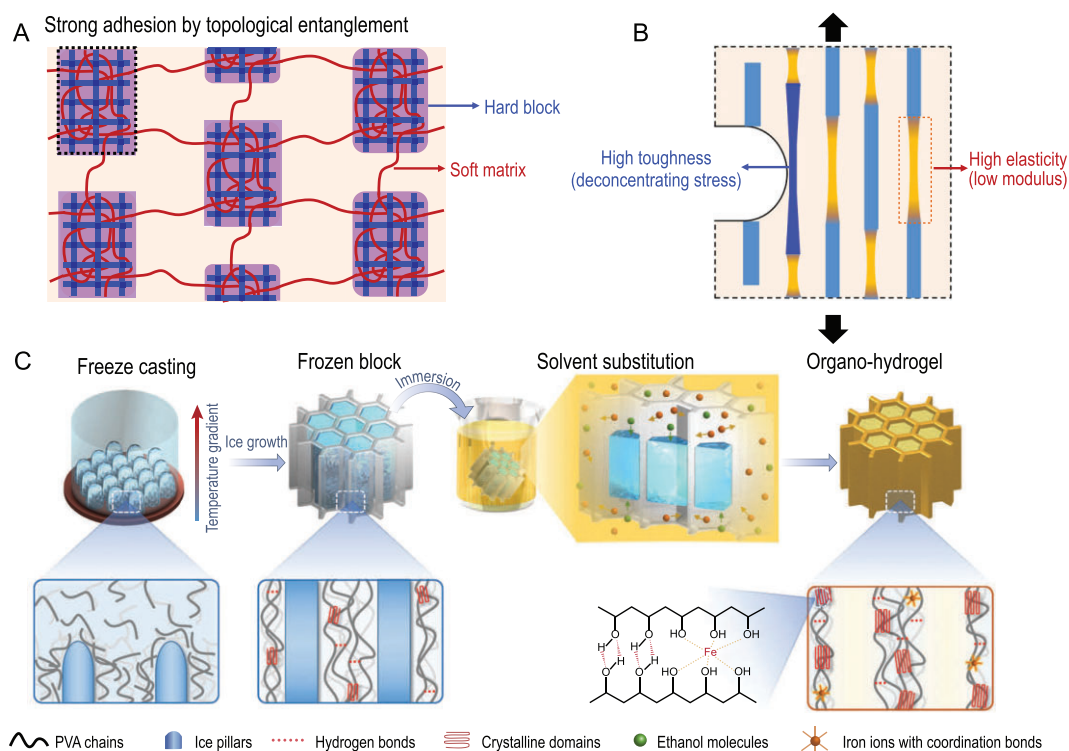 A
Strong adhesion by topological entanglement
Hard block
Soft matrix
B
High toughness
(deconcentrating stress)
High elasticity
(low modulus)
C
Freeze casting
Temperature gradient
Ice growth
Frozen block
Immersion
Solvent substitution
Organo-hydrogel
HO OH OH
O O
H H H H
Fe
O O HO OH OH
PVA chains
Ice pillars
Hydrogen bonds
Crystalline domains
Ethanol molecules
Iron ions with coordination bonds